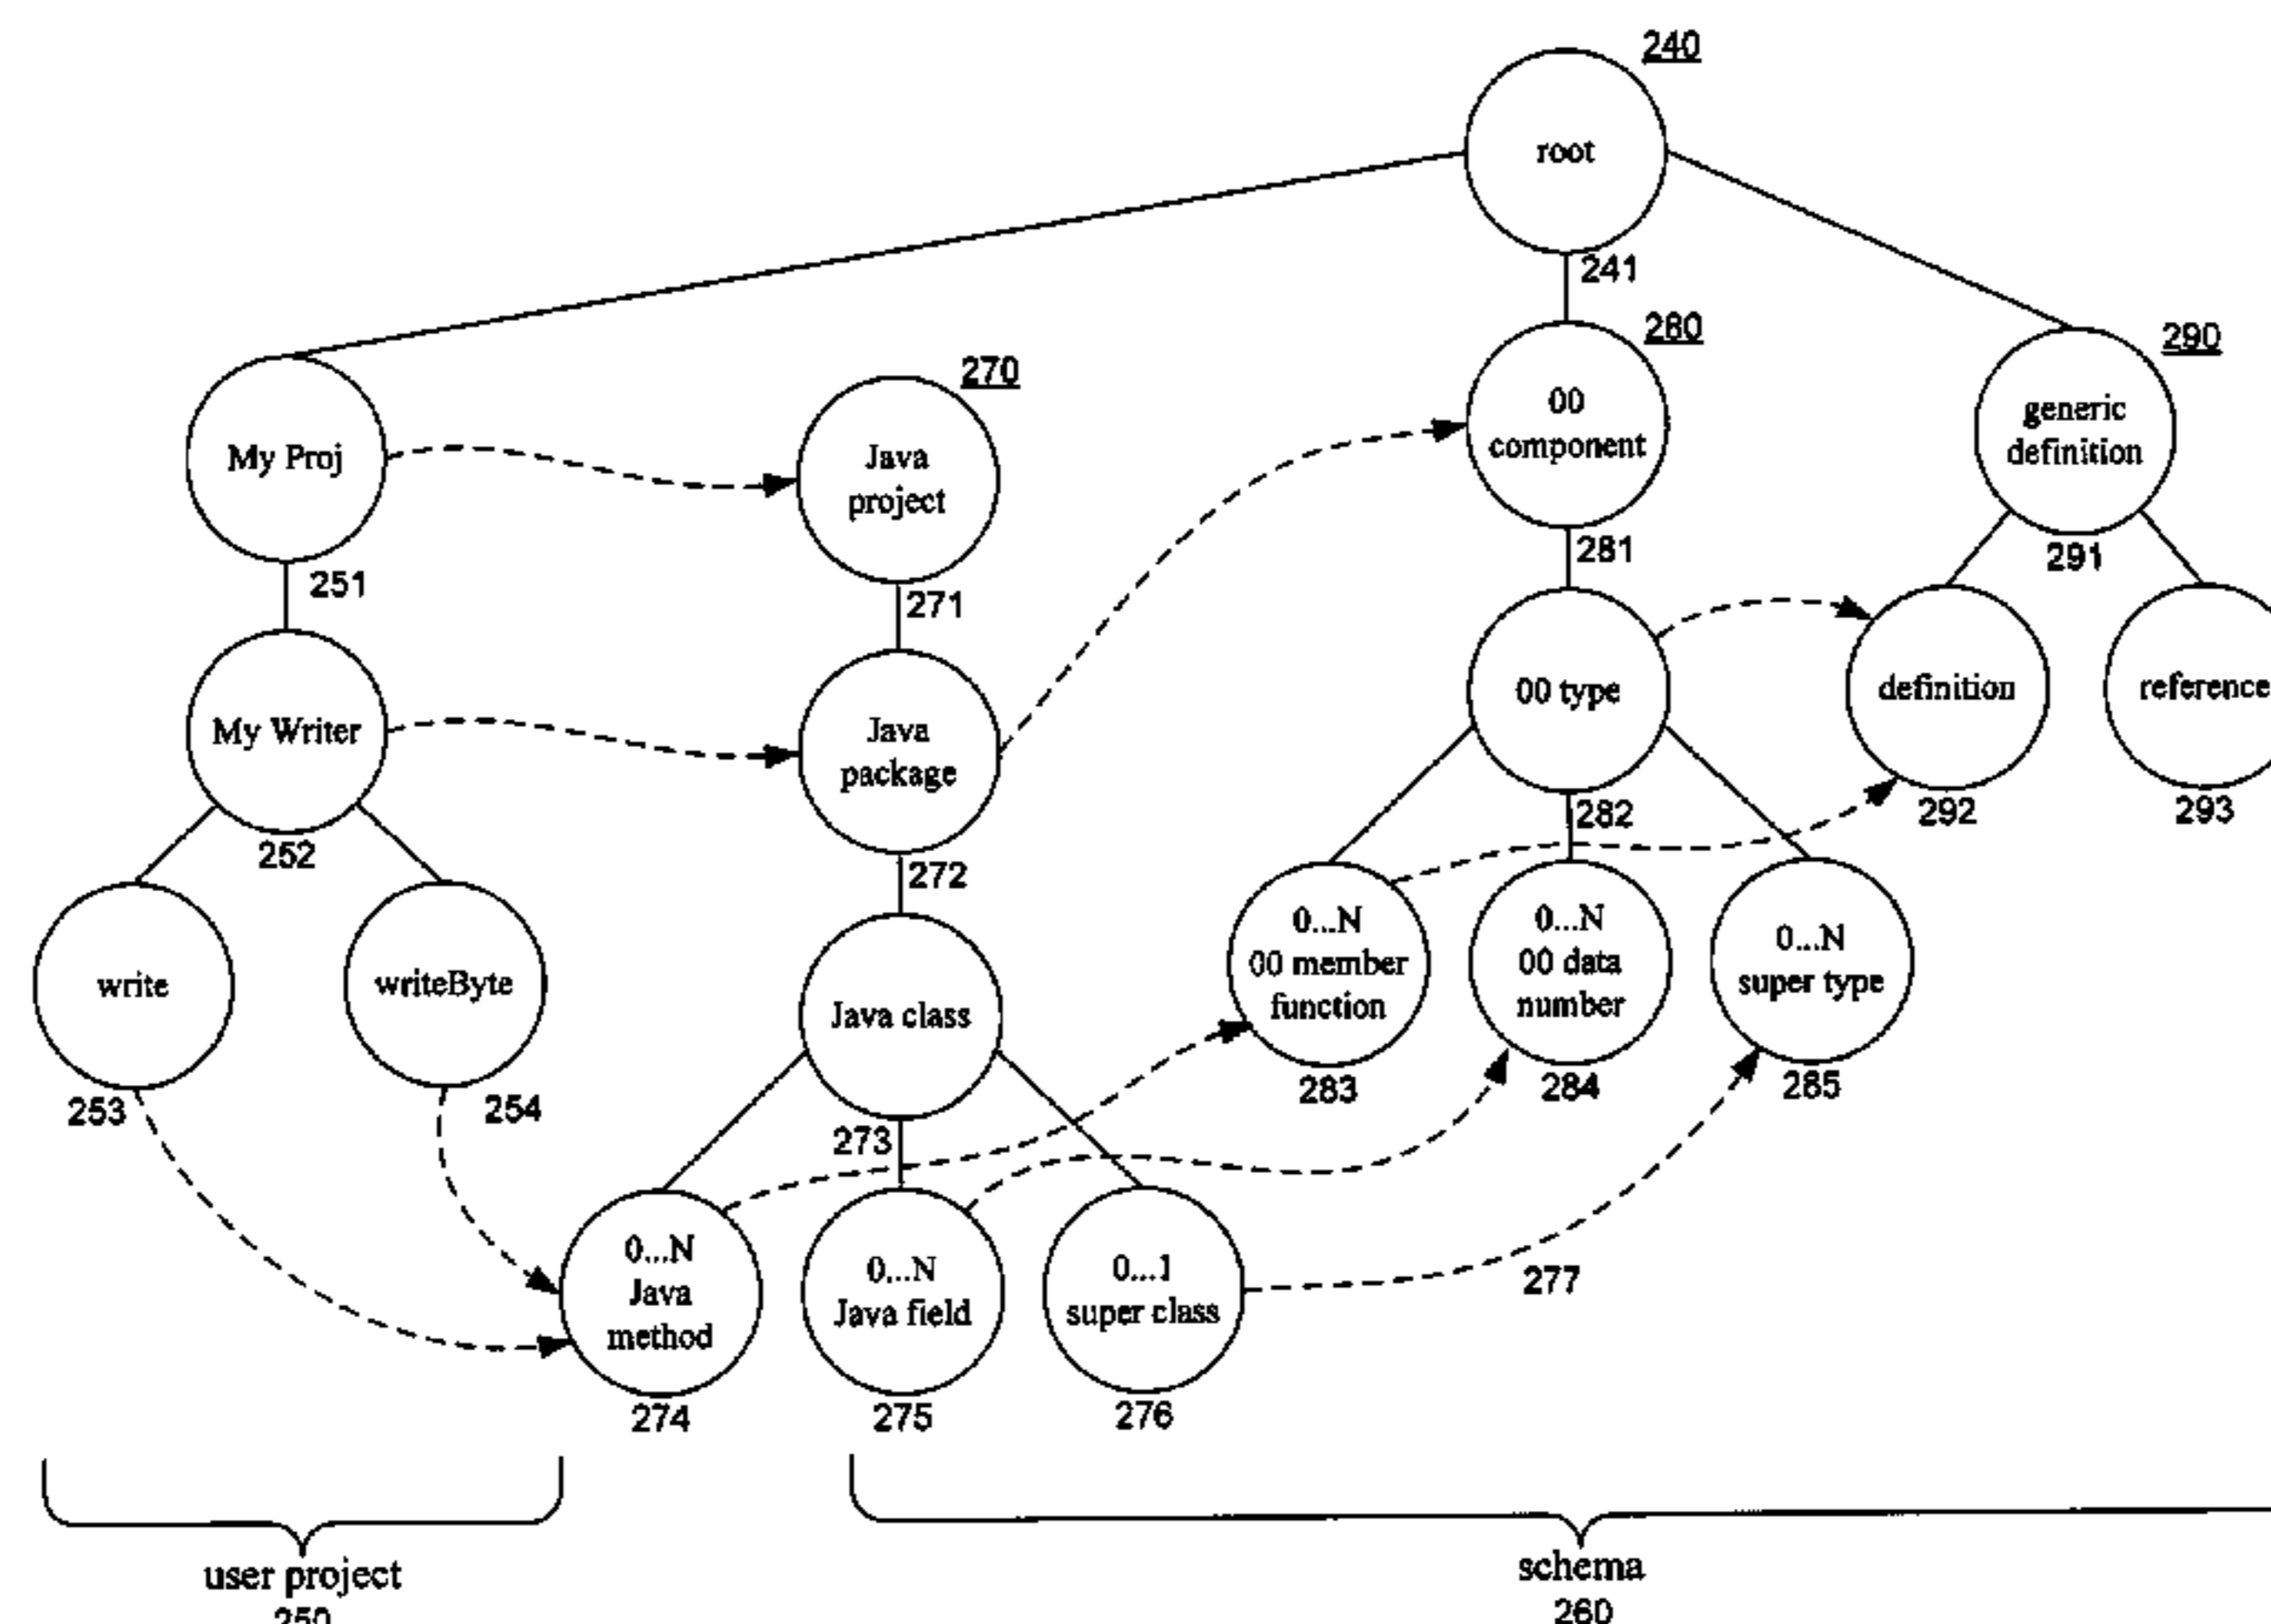 240
root
241
280
290
270
00
component
generic
definition
My Proj
Java
project
281
291
251
271
My Writer
Java
package
00 type
definition
reference
282
292
293
252
272
write
writeByte
Java class
0...N
00 member
function
0...N
00 data
number
0...N
super type
253
254
283
284
285
273
0...N
Java
method
0...N
Java field
0...1
super class
277
274
275
276
user project
250
schema
260